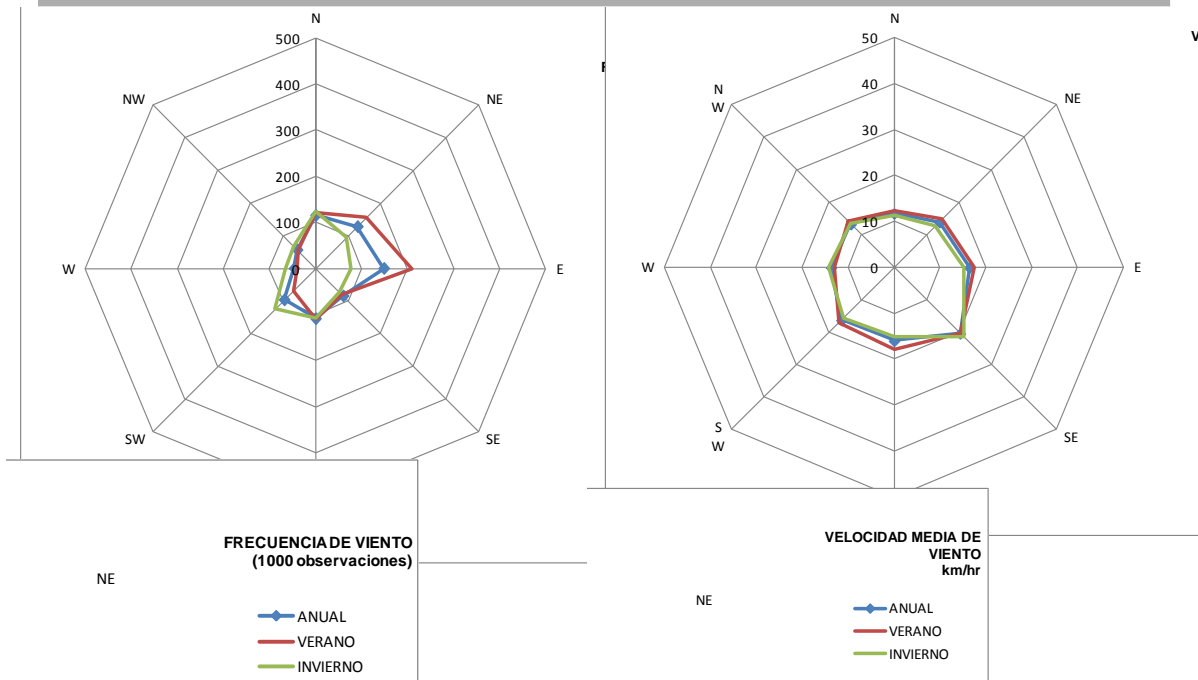 N
500
400
300
200
100
0
NW
NE
W
E
SW
SE
F
FRECUENCIA DE VIENTO
(1000 observaciones)
NE
ANUAL
VERANO
INVIERNO
N
50
40
30
20
10
0
N
W
NE
W
E
S
W
SE
V
VELOCIDAD MEDIA DE
VIENTO
km/hr
NE
ANUAL
VERANO
INVIERNO